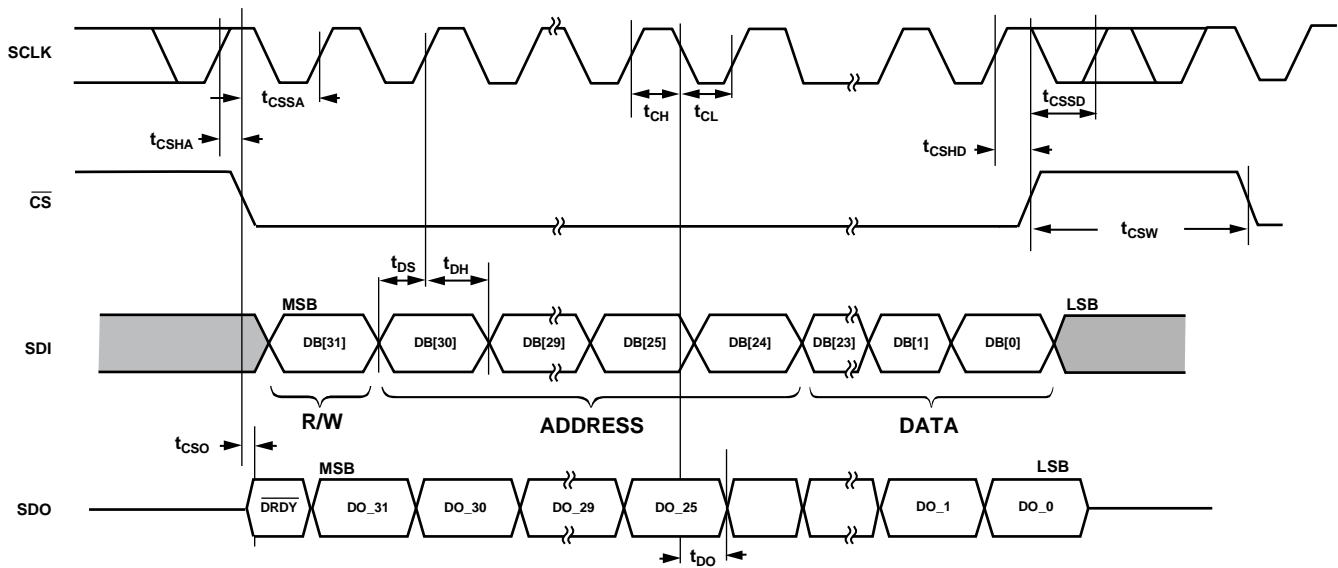 SCLK
tCSSA
tCH
tCL
tCSSD
tCSHA
tCSHD
CS
tCSW
tDS
tDH
MSB
LSB
SDI
DB[31]
DB[30]
DB[29]
DB[25]
DB[24]
DB[23]
DB[1]
DB[0]
R/W
ADDRESS
DATA
tCSO
MSB
LSB
SDO
DRDY
DO_31
DO_30
DO_29
DO_25
DO_1
DO_0
tDO